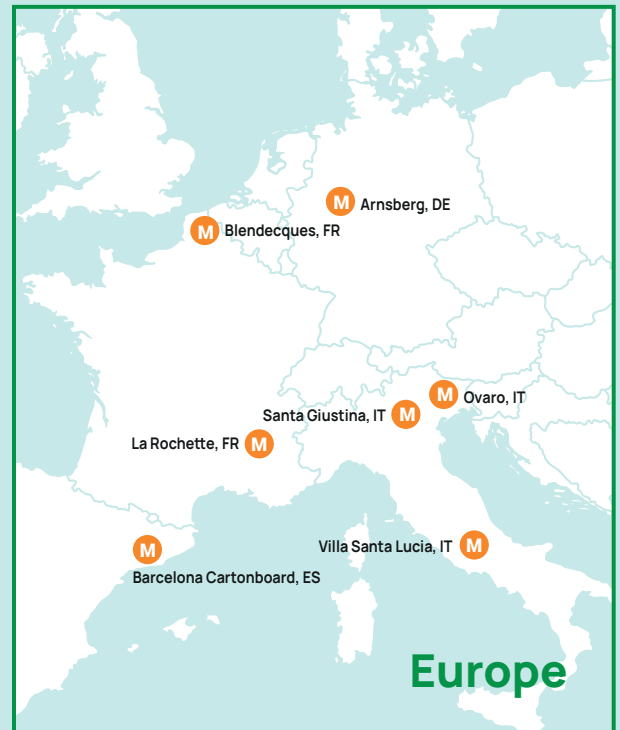 M Arnsberg, DE
M Blendecques, FR
M Ovaro, IT
Santa Giustina, IT M
La Rochette, FR M
Villa Santa Lucia, IT M
M
Barcelona Cartonboard, ES
Europe